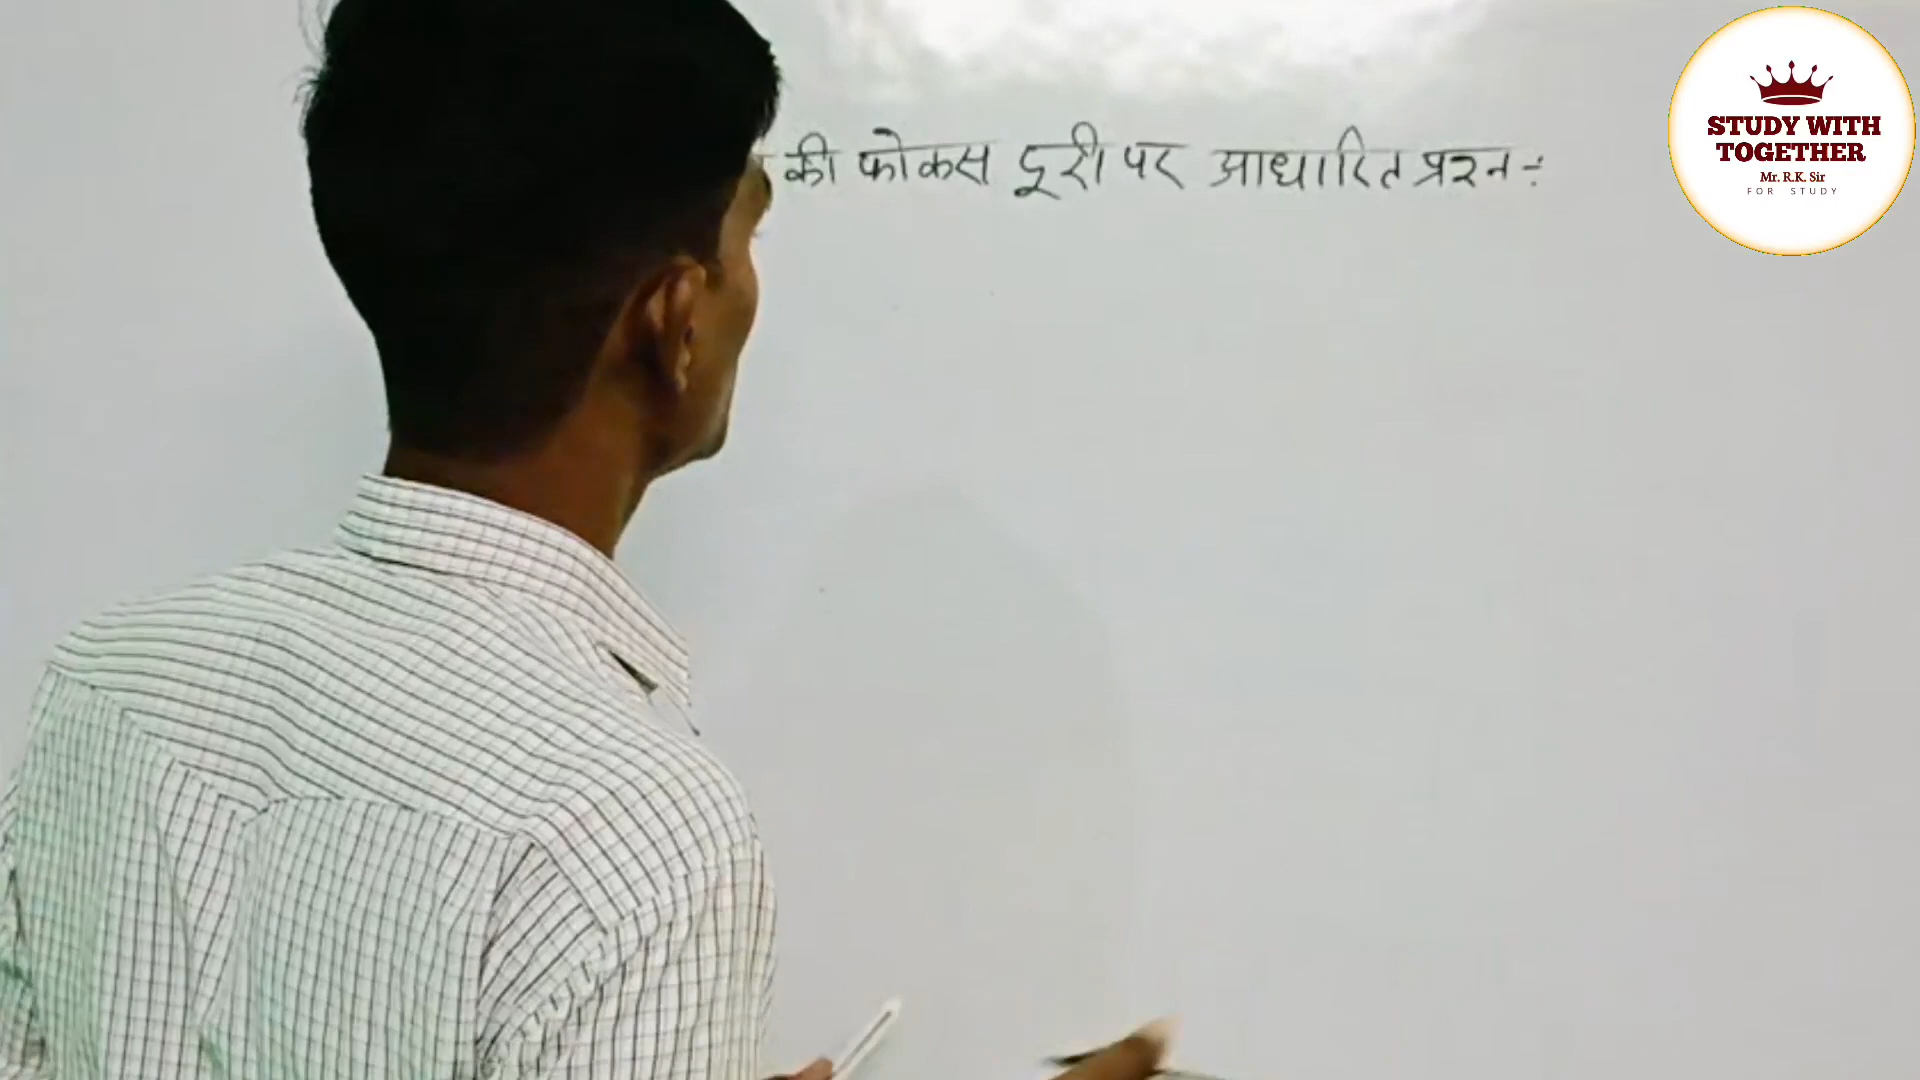 की फोकस दूरी पर आधारित प्रश्न :-
STUDY WITH
TOGETHER
Mr. R.K. Sir
FOR STUDY